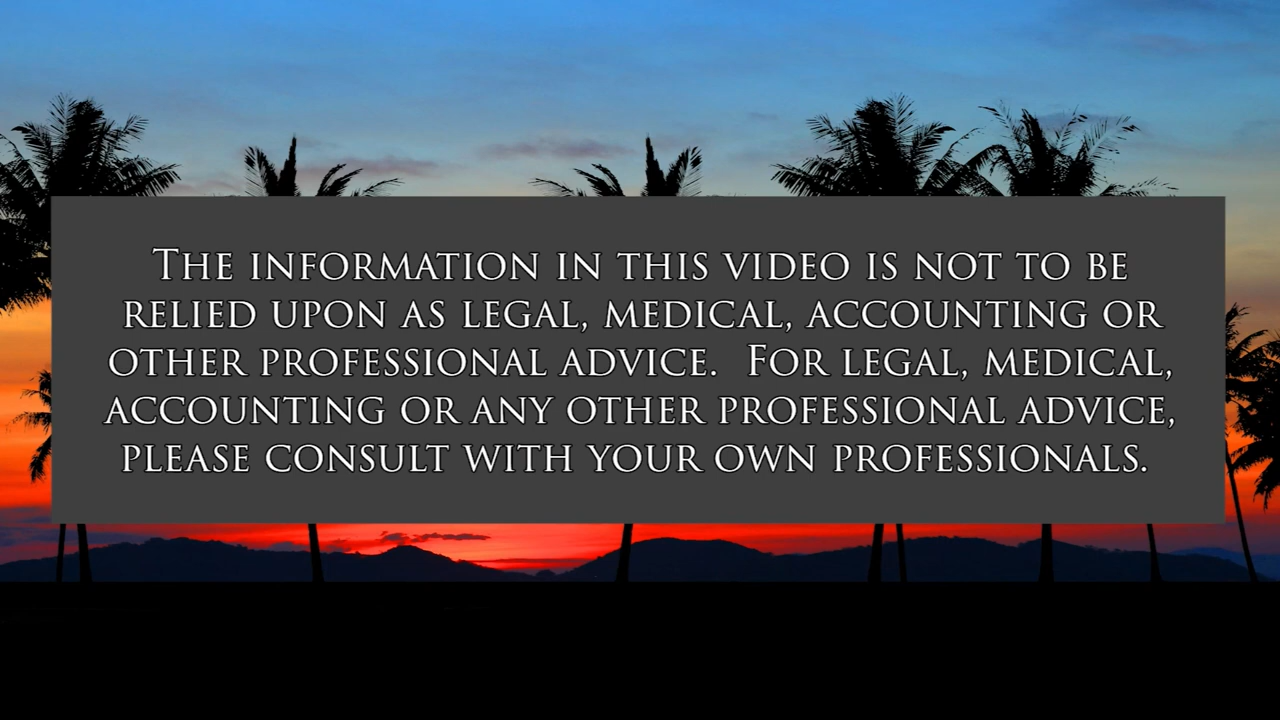 The information in this video is not to be
relied upon as legal, medical, accounting or
other professional advice.  For legal, medical,
accounting or any other professional advice,
please consult with your own professionals.